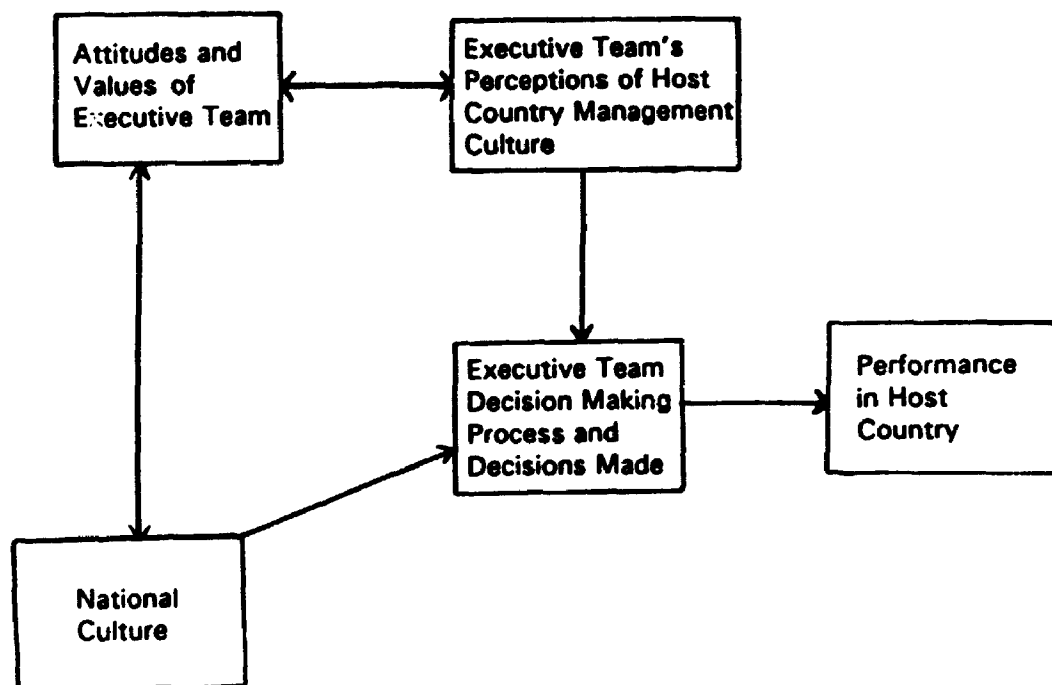 Attitudes and
Values of
Executive Team
Executive Team's
Perceptions of Host
Country Management
Culture
Executive Team
Decision Making
Process and
Decisions Made
Performance
in Host
Country
National
Culture